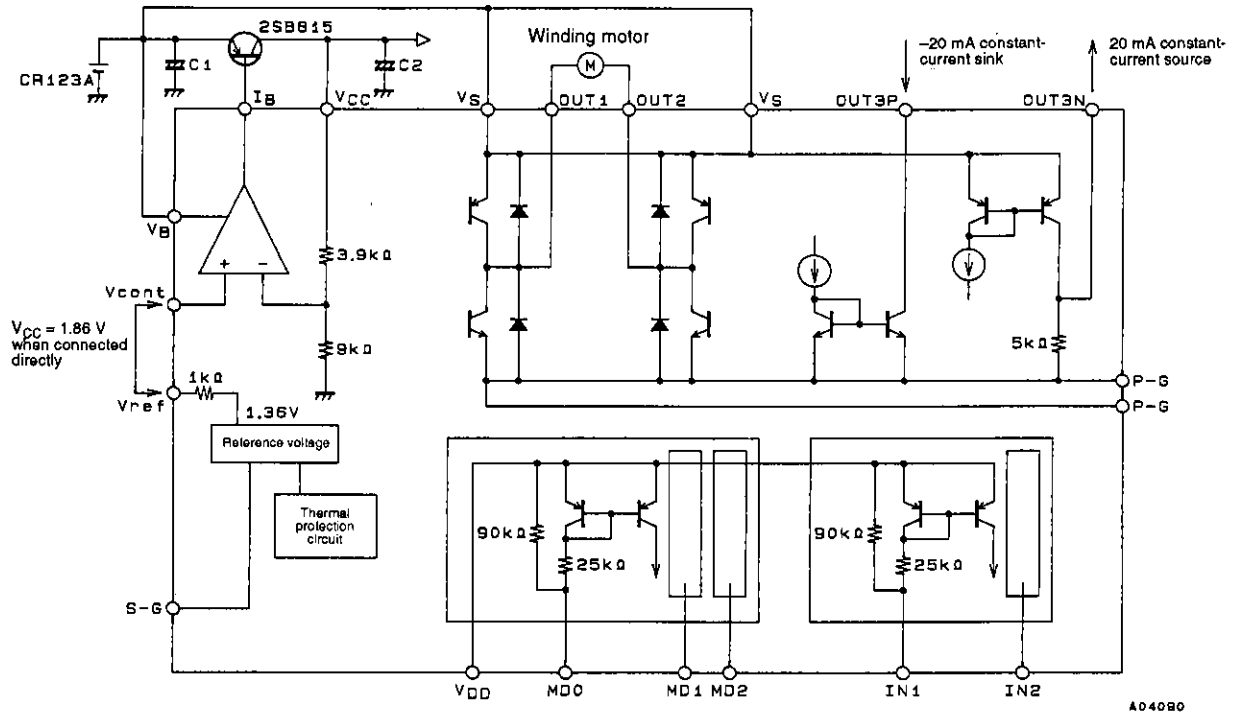 2SB815
Winding motor
-20 mA constant-
current sink
20 mA constant-
current source
CR123A
C1
C2
M
IB
VCC
VS
OUT1
OUT2
VS
OUT3P
OUT3N
VB
3.9kΩ
+
−
Vcont
VCC = 1.86 V
when connected
directly
9kΩ
5kΩ
1kΩ
Vref
1.36V
P-G
P-G
Reference voltage
Thermal
protection
circuit
90kΩ
25kΩ
90kΩ
25kΩ
S-G
VDD
MD0
MD1
MD2
IN1
IN2
A04090